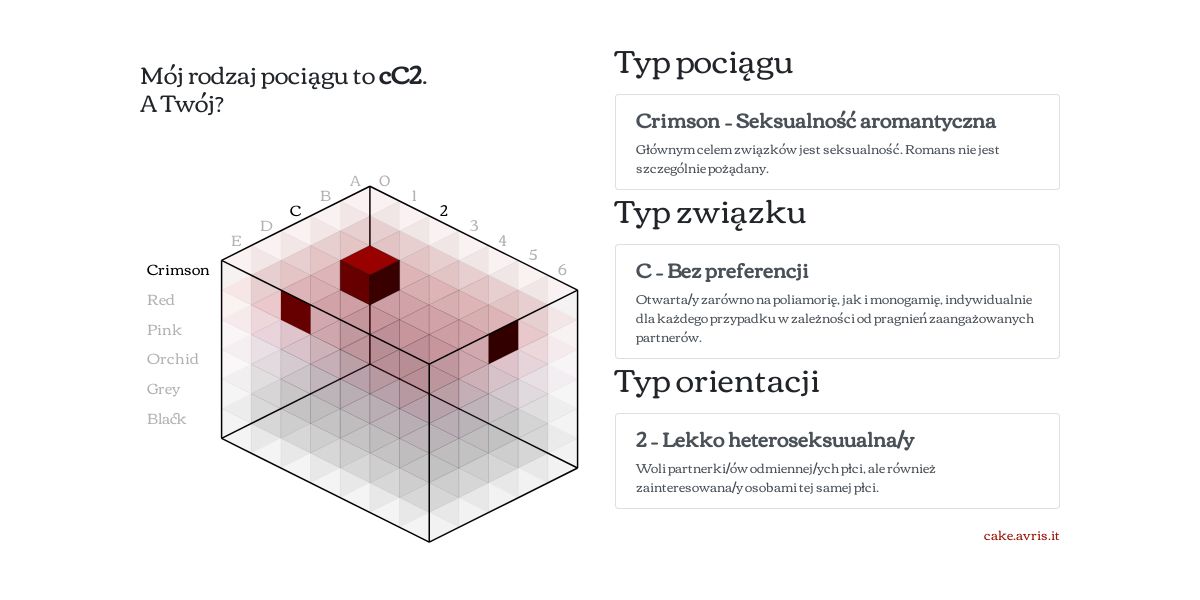 Mój rodzaj pociągu to cC2.
A Twój?
A
B
C
D
E
0
1
2
3
4
5
6
Crimson
Red
Pink
Orchid
Grey
Black
Typ pociągu
Crimson - Seksualność aromantyczna
Głównym celem związków jest seksualność. Romans nie jest
szczególnie pożądany.
Typ związku
C - Bez preferencji
Otwarta/y zarówno na poliamorię, jak i monogamię, indywidualnie
dla każdego przypadku w zależności od pragnień zaangażowanych
partnerów.
Typ orientacji
2 - Lekko heteroseksuualna/y
Woli partnerki/ów odmiennej/ych płci, ale również
zainteresowana/y osobami tej samej płci.
cake.avris.it